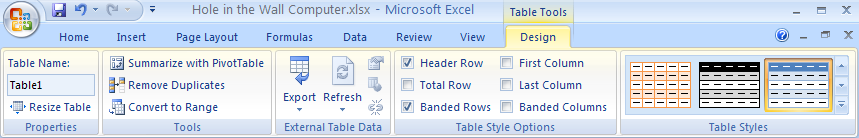 Hole in the Wall Computer.xlsx - Microsoft Excel
Table Tools
Home Insert Page Layout Formulas Data Review View Design
Table Name:
Table1
Resize Table
Properties
Summarize with PivotTable
Remove Duplicates
Convert to Range
Tools
Export Refresh
External Table Data
Header Row
Total Row
Banded Rows
First Column
Last Column
Banded Columns
Table Style Options
Table Styles